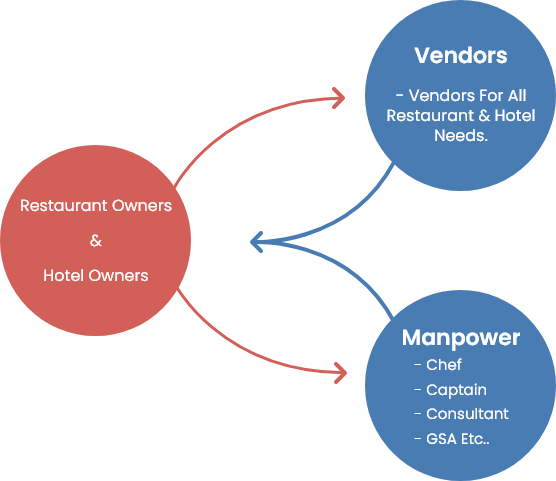 Vendors
- Vendors For All
Restaurant & Hotel
Needs.
Restaurant Owners
&
Hotel Owners
Manpower
- Chef
- Captain
- Consultant
- GSA Etc..